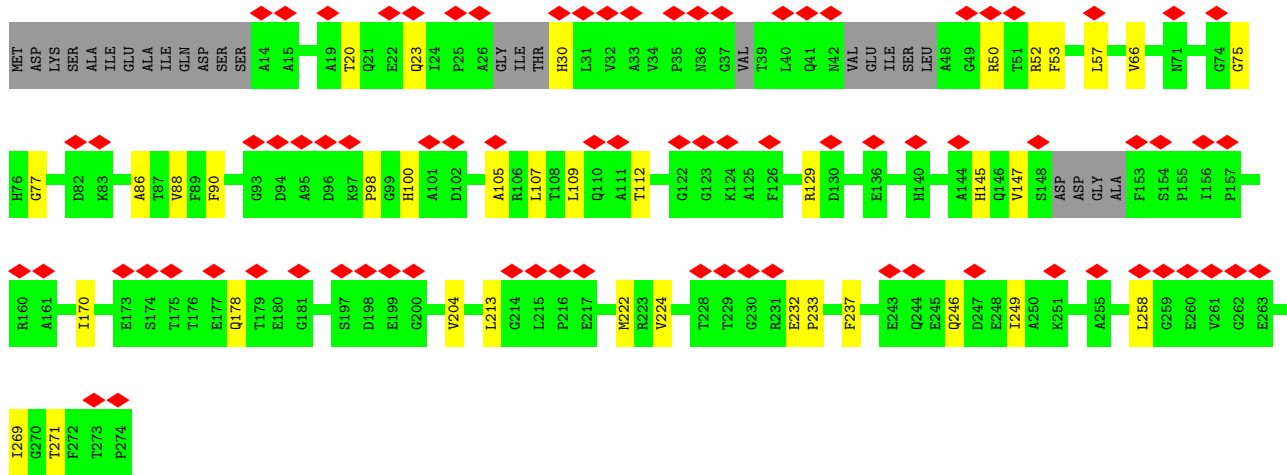 MET ASP LYS SER ALA ILE GLU ALA ILE GLN ASP SER SER A14 A15 A19 T20 Q21 E22 Q23 I24 P25 A26 GLY ILE THR H30 L31 V32 A33 V34 P35 N36 G37 VAL T39 L40 Q41 N42 VAL GLU ILE SER LEU A48 G49 R50 T51 R52 F53 L57 V66 N71 G74 G75
H76 G77 D82 K83 A86 T87 V88 F89 F90 G93 D94 A95 D96 K97 P98 G99 H100 A101 D102 A105 R106 L107 T108 L109 Q110 A111 T112 G122 G123 K124 A125 F126 R129 D130 E136 H140 A144 H145 Q146 V147 S148 ASP ASP GLY ALA F153 S154 P155 I156 P157
R160 A161 I170 E173 S174 T175 T176 E177 Q178 T179 E180 G181 S197 D198 E199 G200 V204 L213 G214 L215 P216 E217 M222 R223 V224 T228 T229 G230 R231 E232 P233 F237 E243 Q244 E245 Q246 D247 E248 I249 A250 K251 A255 L258 G259 E260 V261 G262 E263
I269 G270 T271 F272 T273 P274